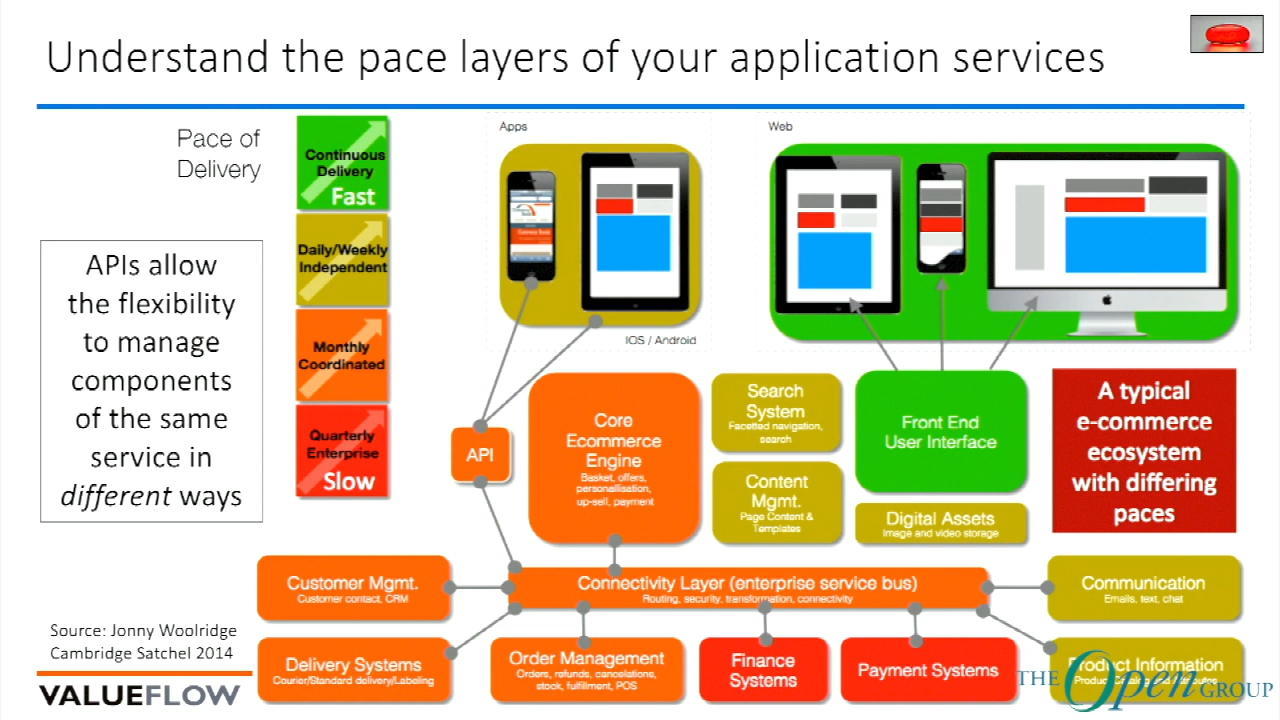 Understand the pace layers of your application services
Pace of
Delivery
Continuous
Delivery
Fast
Daily/Weekly
Independent
Monthly
Coordinated
Quarterly
Enterprise
Slow
APIs allow
the flexibility
to manage
components
of the same
service in
different ways
Apps
IOS / Android
Web
API
Core
Ecommerce
Engine
Basket, offers,
personalisation,
up-sell, payment
Search
System
Facetted navigation,
search
Content
Mgmt.
Page Content &
Templates
Front End
User Interface
Digital Assets
Image and video storage
A typical
e-commerce
ecosystem
with differing
paces
Customer Mgmt.
Customer contact, CRM
Connectivity Layer (enterprise service bus)
Routing, security, transformation, connectivity
Communication
Emails, text, chat
Delivery Systems
Courier/Standard delivery/Labeling
Order Management
Orders, refunds, cancelations,
stock, fulfillment, POS
Finance
Systems
Payment Systems
Product Information
Product Catalog and Attributes
Source: Jonny Woolridge
Cambridge Satchel 2014
VALUEFLOW
THE Open GROUP